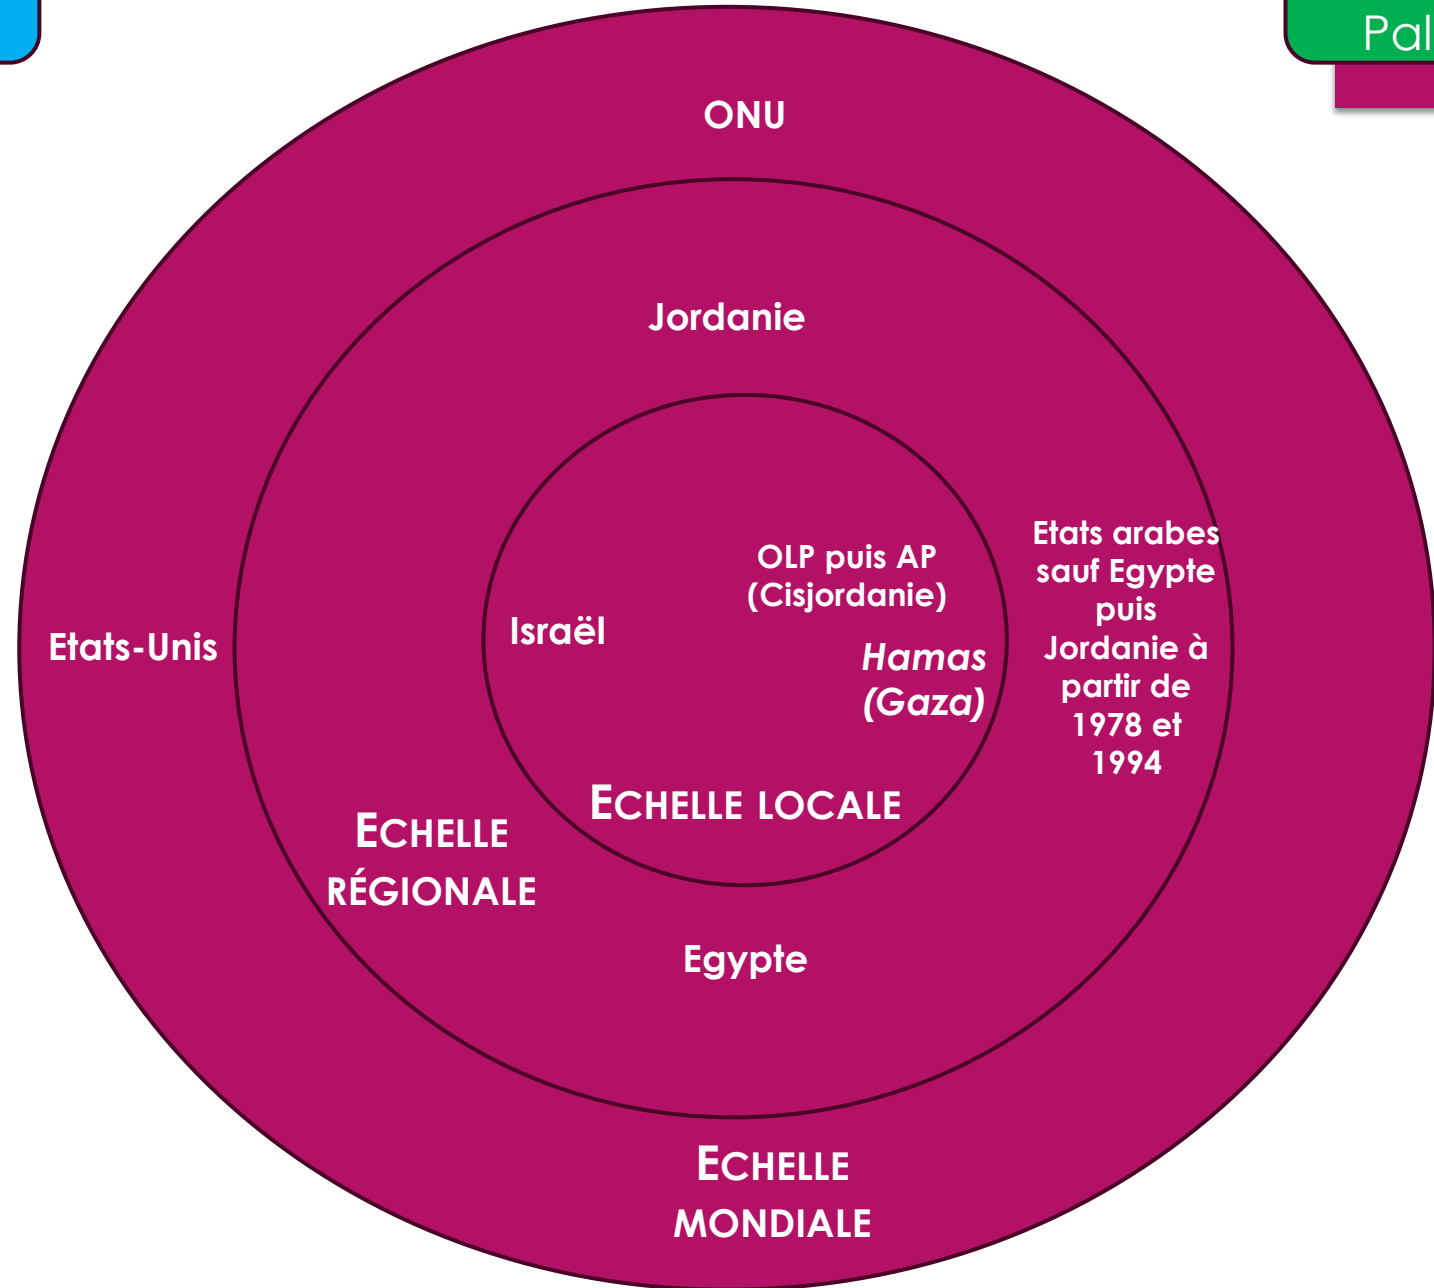 Pal
ONU
Jordanie
Etats arabes
sauf Egypte
puis
Jordanie à
partir de
1978 et
1994
OLP puis AP
(Cisjordanie)
Israël
Etats-Unis
Hamas
(Gaza)
ECHELLE LOCALE
ECHELLE
RÉGIONALE
Egypte
ECHELLE
MONDIALE